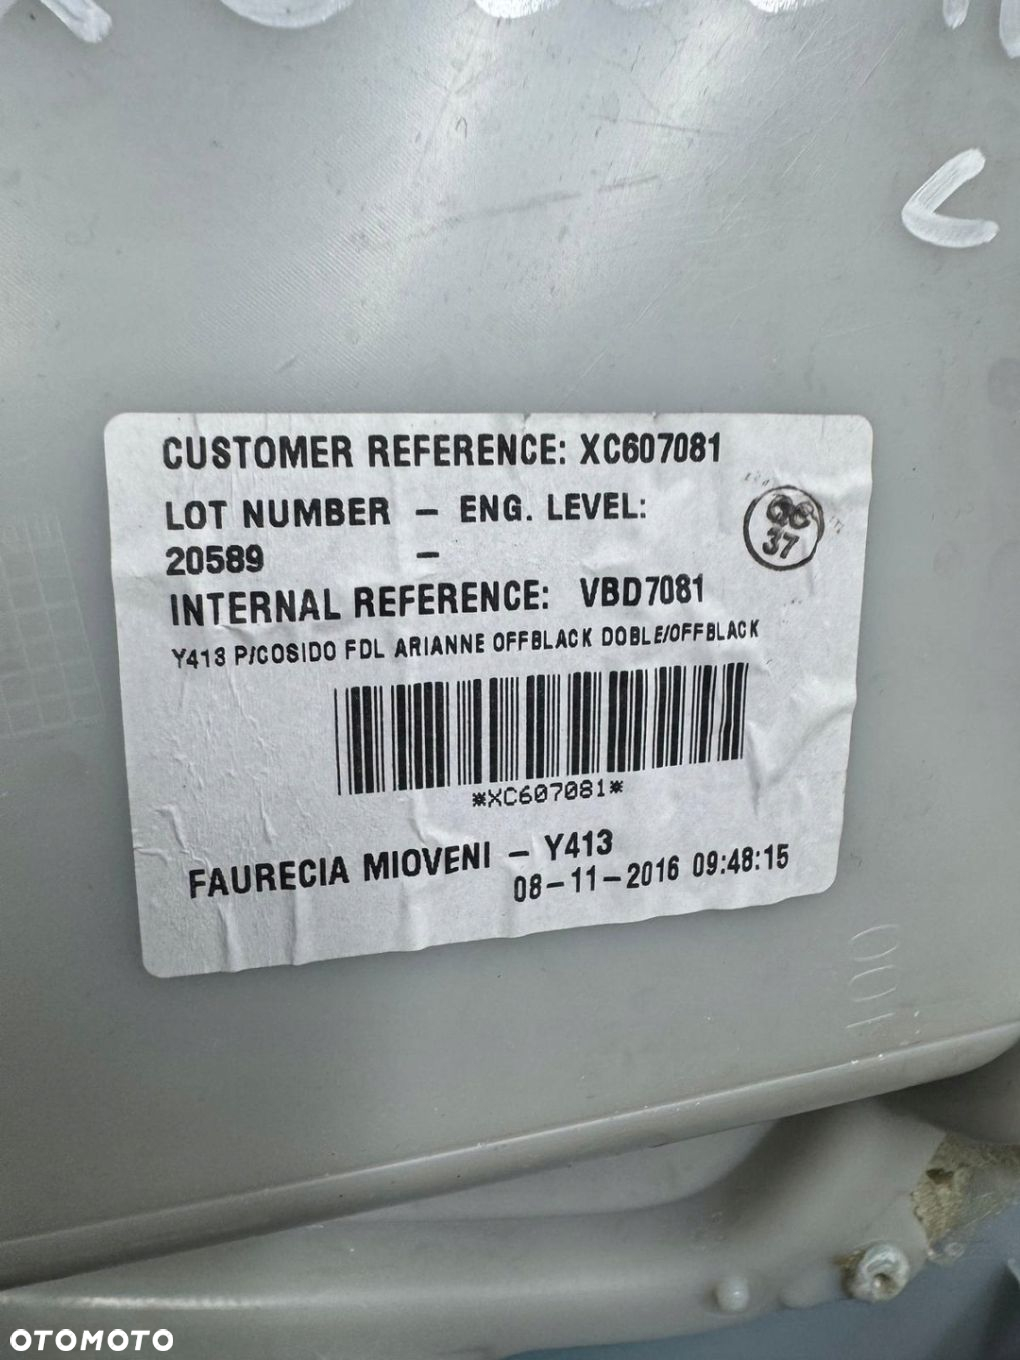 CUSTOMER REFERENCE: XC607081
LOT NUMBER – ENG. LEVEL:
20589 –
INTERNAL REFERENCE: VBD7081
Y413 P/COSIDO FDL ARIANNE OFFBLACK DOBLE/OFFBLACK
*XC607081*
FAURECIA MIOVENI – Y413
08-11-2016 09:48:15
37
001
OTOMOTO